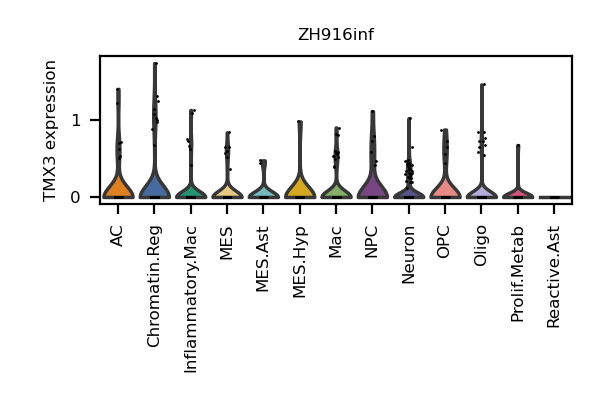 ZH916inf
TMX3 expression
1
0
AC
Chromatin.Reg
Inflammatory.Mac
MES
MES.Ast
MES.Hyp
Mac
NPC
Neuron
OPC
Oligo
Prolif.Metab
Reactive.Ast